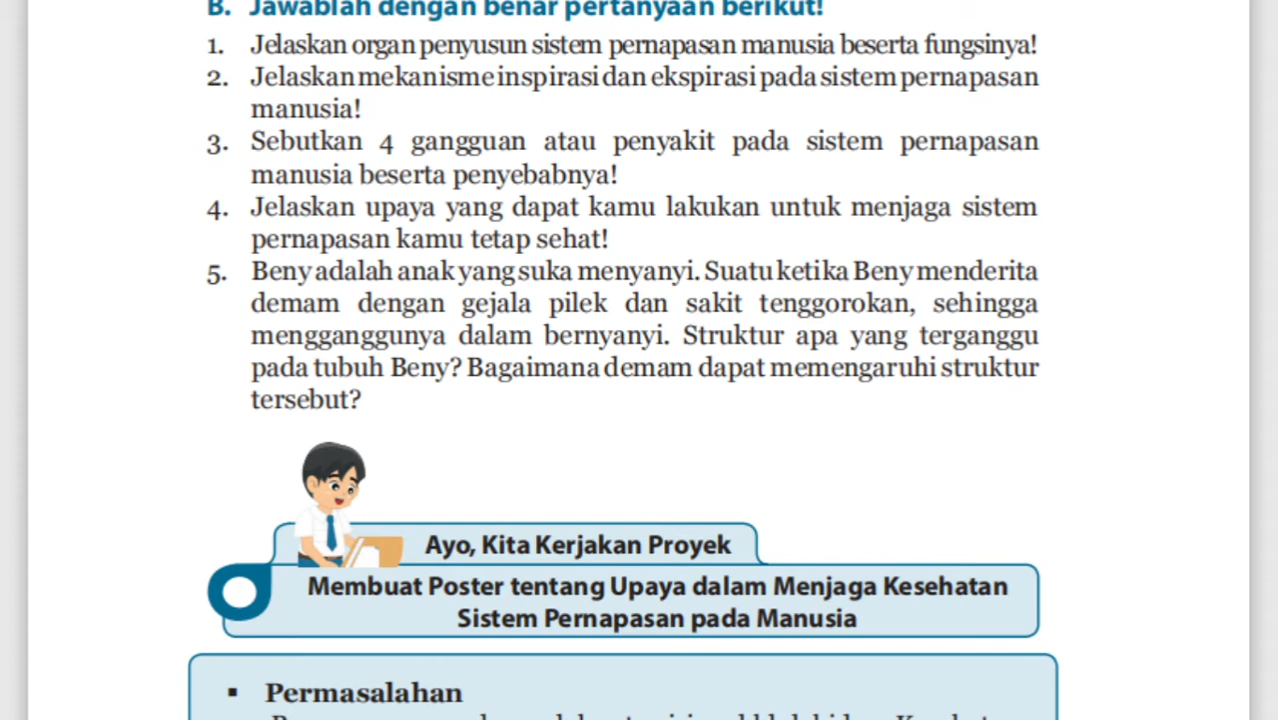 B. Jawablah dengan benar pertanyaan berikut!
1. Jelaskan organ penyusun sistem pernapasan manusia beserta fungsinya!
2. Jelaskan mekanisme inspirasi dan ekspirasi pada sistem pernapasan
manusia!
3. Sebutkan 4 gangguan atau penyakit pada sistem pernapasan
manusia beserta penyebabnya!
4. Jelaskan upaya yang dapat kamu lakukan untuk menjaga sistem
pernapasan kamu tetap sehat!
5. Beny adalah anak yang suka menyanyi. Suatu ketika Beny menderita
demam dengan gejala pilek dan sakit tenggorokan, sehingga
mengganggunya dalam bernyanyi. Struktur apa yang terganggu
pada tubuh Beny? Bagaimana demam dapat memengaruhi struktur
tersebut?
Ayo, Kita Kerjakan Proyek
Membuat Poster tentang Upaya dalam Menjaga Kesehatan
Sistem Pernapasan pada Manusia
▪ Permasalahan